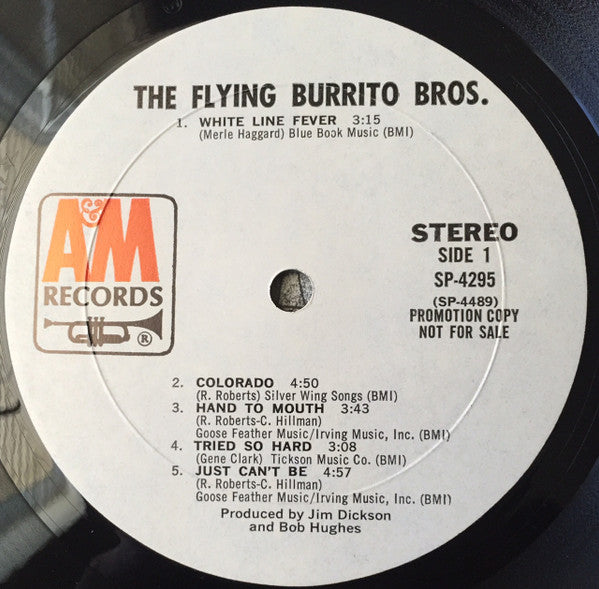 THE FLYING BURRITO BROS.
1. WHITE LINE FEVER 3:15
(Merle Haggard) Blue Book Music (BMI)
A&M
RECORDS
®
STEREO
SIDE 1
SP-4295
(SP-4489)
PROMOTION COPY
NOT FOR SALE
2. COLORADO 4:50
(R. Roberts) Silver Wing Songs (BMI)
3. HAND TO MOUTH 3:43
(R. Roberts-C. Hillman)
Goose Feather Music/Irving Music, Inc. (BMI)
4. TRIED SO HARD 3:08
(Gene Clark) Tickson Music Co. (BMI)
5. JUST CAN'T BE 4:57
(R. Roberts-C. Hillman)
Goose Feather Music/Irving Music, Inc. (BMI)
Produced by Jim Dickson
and Bob Hughes